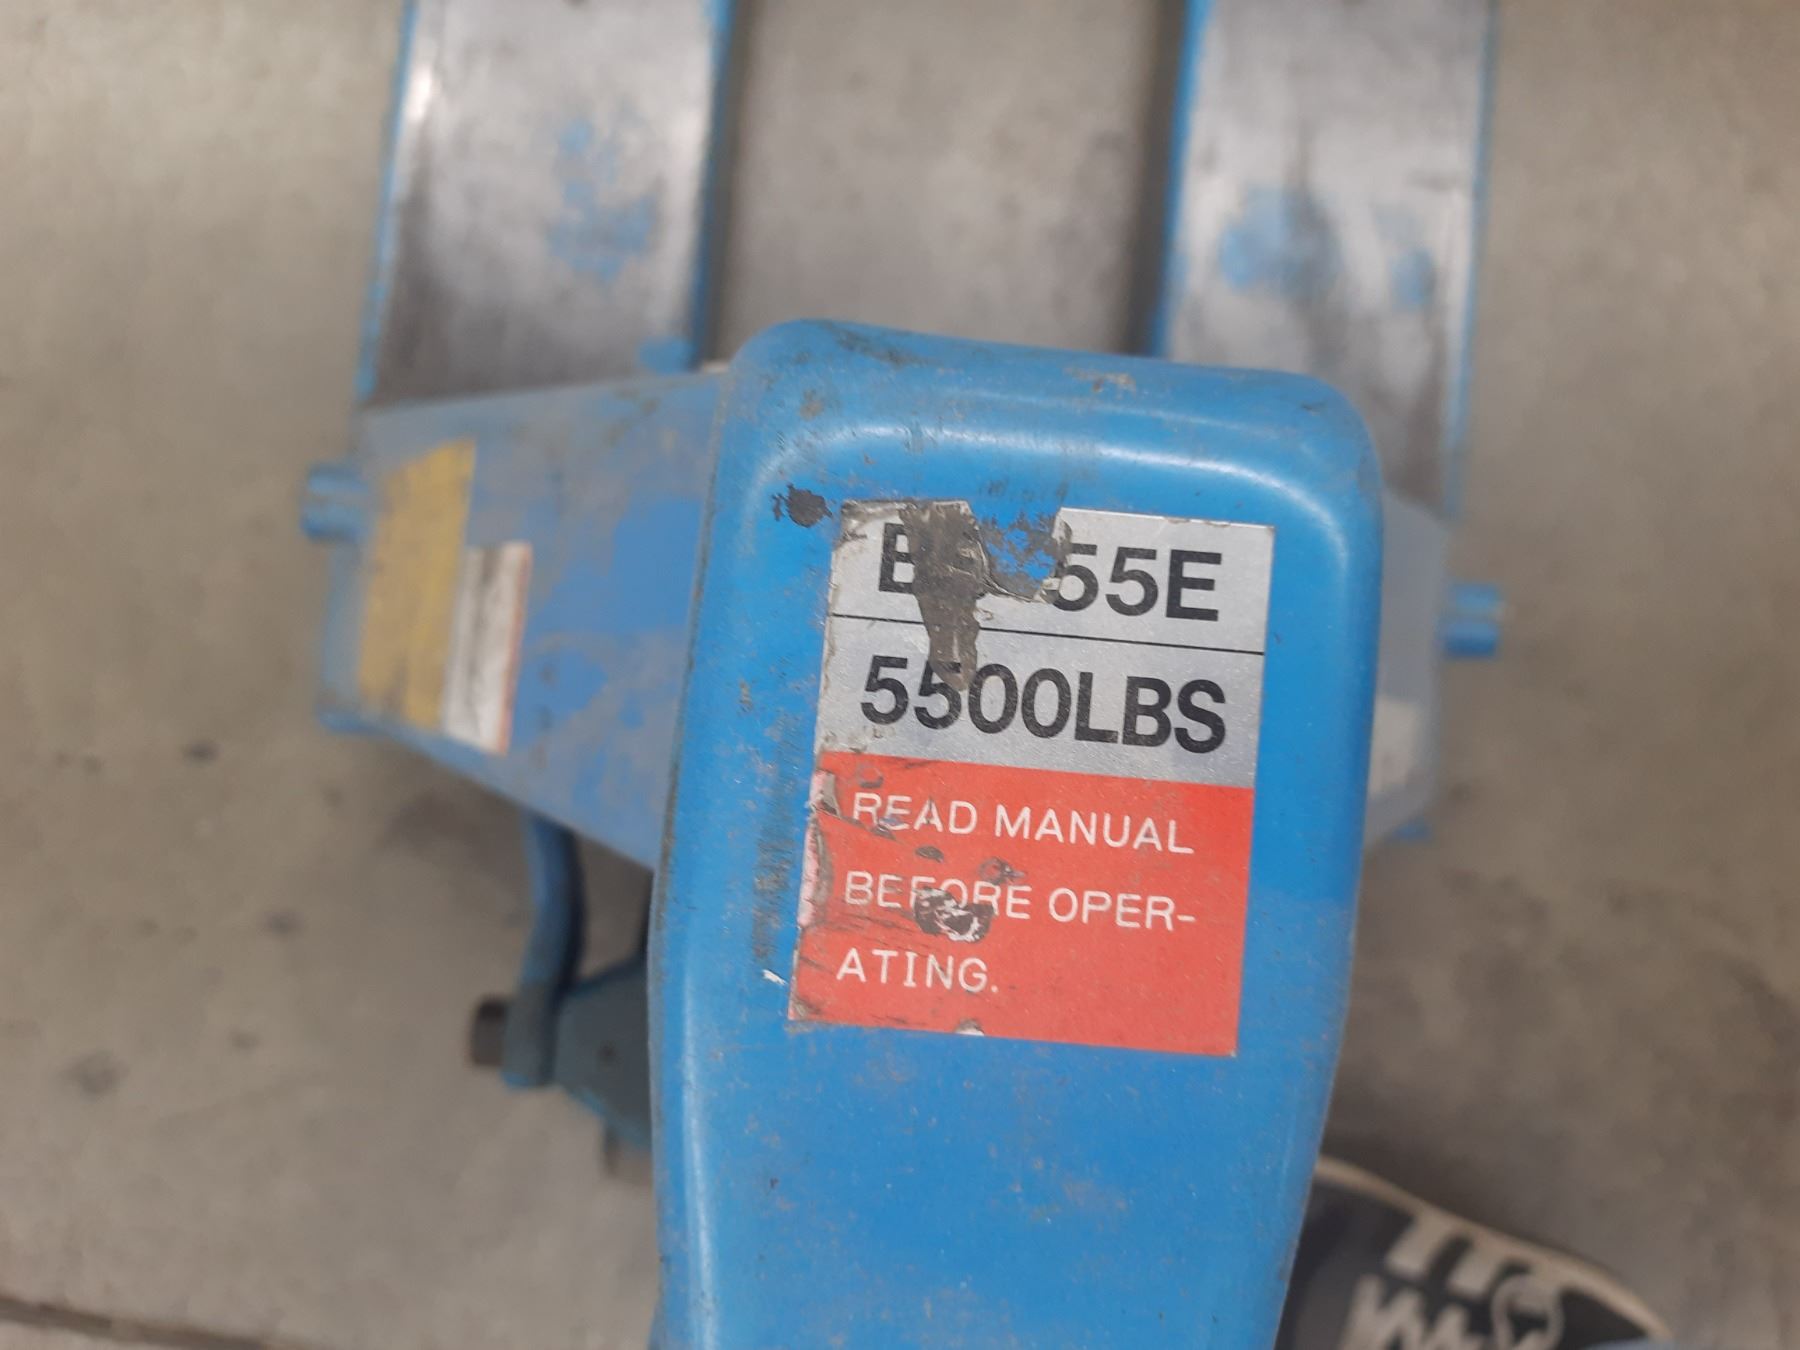 55E
5500LBS
READ MANUAL
BEFORE OPER-
ATING.